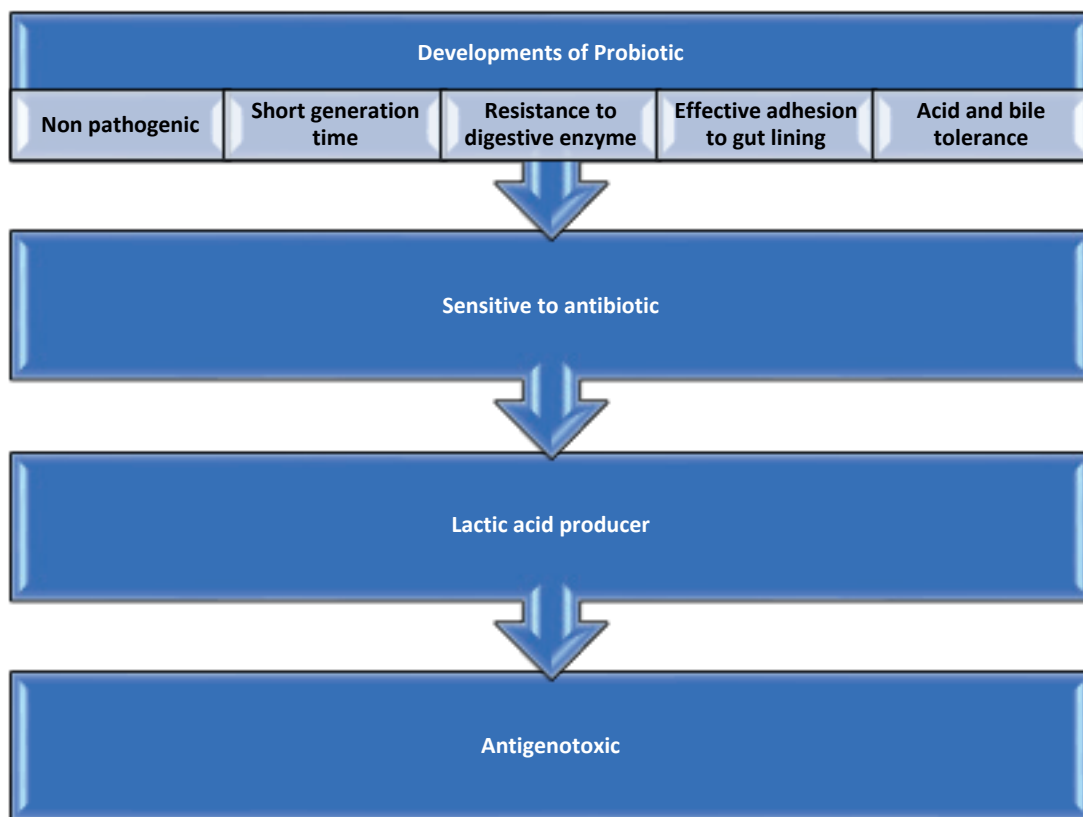 Developments of Probiotic
Non pathogenic
Short generation
time
Resistance to
digestive enzyme
Effective adhesion
to gut lining
Acid and bile
tolerance
Sensitive to antibiotic
Lactic acid producer
Antigenotoxic